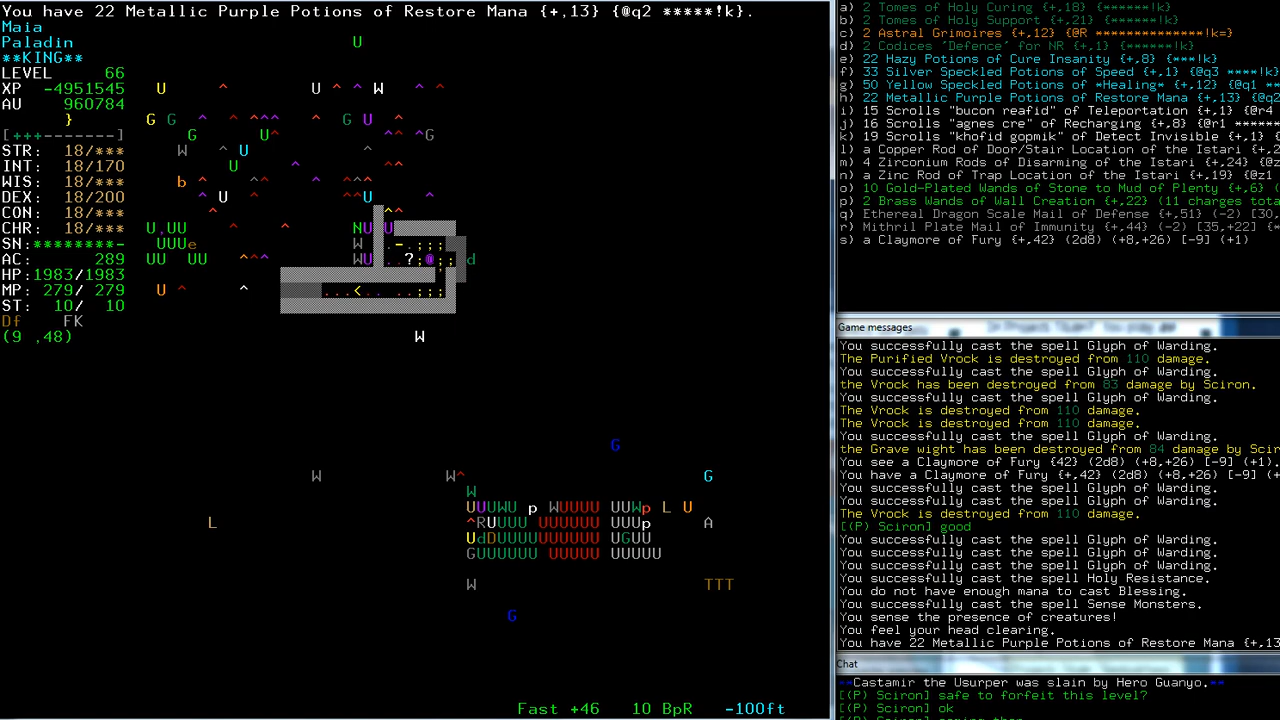 You have 22 Metallic Purple Potions of Restore Mana {+,13} {@q2 *****!k}.
Maia
Paladin
**KING**
LEVEL 66
XP -4951545
AU 960784
}
[+++-------]
STR: 18/***
INT: 18/170
WIS: 18/***
DEX: 18/200
CON: 18/***
CHR: 18/***
SN:********-
AC: 289
HP:1983/1983
MP: 279/ 279
ST: 10/ 10
Df FK
(9 ,48)
Fast +46 10 BpR -100ft
a) 2 Tomes of Holy Curing {+,18} {******!k}
b) 2 Tomes of Holy Support {+,21} {******!k}
c) 2 Astral Grimoires {+,12} {@R **************!k=}
d) 2 Codices 'Defence' for NR {+,1} {******!k}
e) 22 Hazy Potions of Cure Insanity {+,8} {***!k}
f) 33 Silver Speckled Potions of Speed {+,1} {@q3 ****!k}
g) 50 Yellow Speckled Potions of *Healing* {+,12} {@q1
h) 22 Metallic Purple Potions of Restore Mana {+,13} {@q2
i) 15 Scrolls "bucon reafid" of Teleportation {+,1} {@r4
j) 16 Scrolls "agnes cre" of Recharging {+,8} {@r1 ******
k) 19 Scrolls "khofid gopmik" of Detect Invisible {+,1} {
l) a Copper Rod of Door/Stair Location of the Istari {+,2
m) 4 Zirconium Rods of Disarming of the Istari {+,24} {@z
n) a Zinc Rod of Trap Location of the Istari {+,19} {@z1
o) 10 Gold-Plated Wands of Stone to Mud of Plenty {+,6} (
p) 2 Brass Wands of Wall Creation {+,22} (11 charges tota
q) Ethereal Dragon Scale Mail of Defense {+,51} (-2) [30,
r) Mithril Plate Mail of Immunity {+,44} (-2) [35,+22] {*
s) a Claymore of Fury {+,42} (2d8) (+8,+26) [-9] (+1)
Game messages
You successfully cast the spell Glyph of Warding.
The Purified Vrock is destroyed from 110 damage.
You successfully cast the spell Glyph of Warding.
the Vrock has been destroyed from 83 damage by Sciron.
You successfully cast the spell Glyph of Warding.
The Vrock is destroyed from 110 damage.
The Vrock is destroyed from 110 damage.
You successfully cast the spell Glyph of Warding.
the Grave wight has been destroyed from 84 damage by Scir
You see a Claymore of Fury {42} (2d8) (+8,+26) [-9] (+1).
You have a Claymore of Fury {+,42} (2d8) (+8,+26) [-9] (+
You successfully cast the spell Glyph of Warding.
You successfully cast the spell Glyph of Warding.
The Vrock is destroyed from 110 damage.
[(P) Sciron] good
You successfully cast the spell Glyph of Warding.
You successfully cast the spell Glyph of Warding.
You successfully cast the spell Glyph of Warding.
You successfully cast the spell Holy Resistance.
You do not have enough mana to cast Blessing.
You successfully cast the spell Sense Monsters.
You sense the presence of creatures!
You feel your head clearing.
You have 22 Metallic Purple Potions of Restore Mana {+,13
Chat
**Castamir the Usurper was slain by Hero Guanyo.**
[(P) Sciron] safe to forfeit this level?
[(P) Sciron] ok